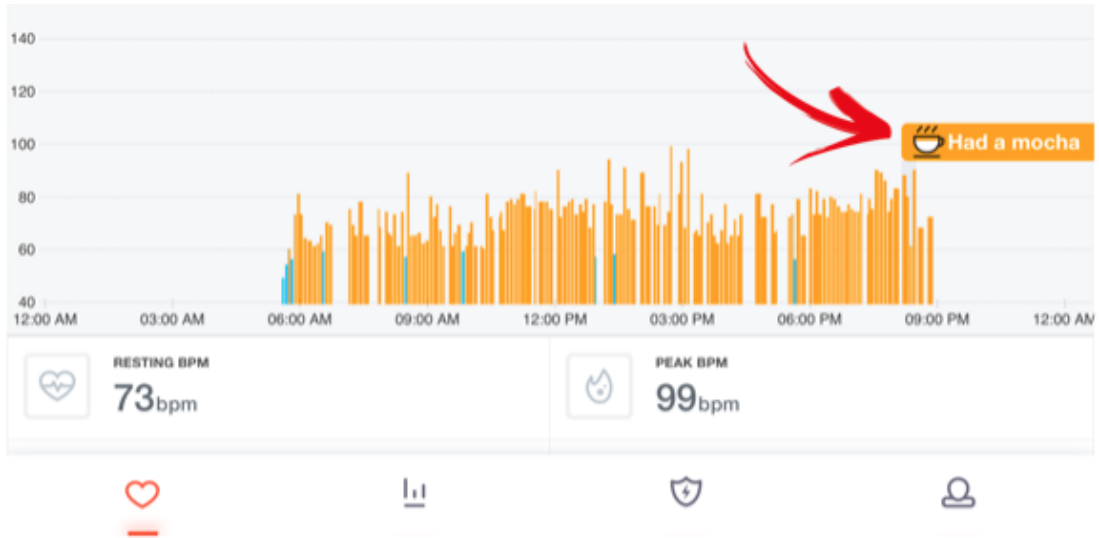 140
120
100
Had a mocha
80
60
40
12:00 AM 03:00 AM 06:00 AM 09:00 AM 12:00 PM 03:00 PM 06:00 PM 09:00 PM 12:00 AM
RESTING BPM
73bpm
PEAK BPM
99bpm